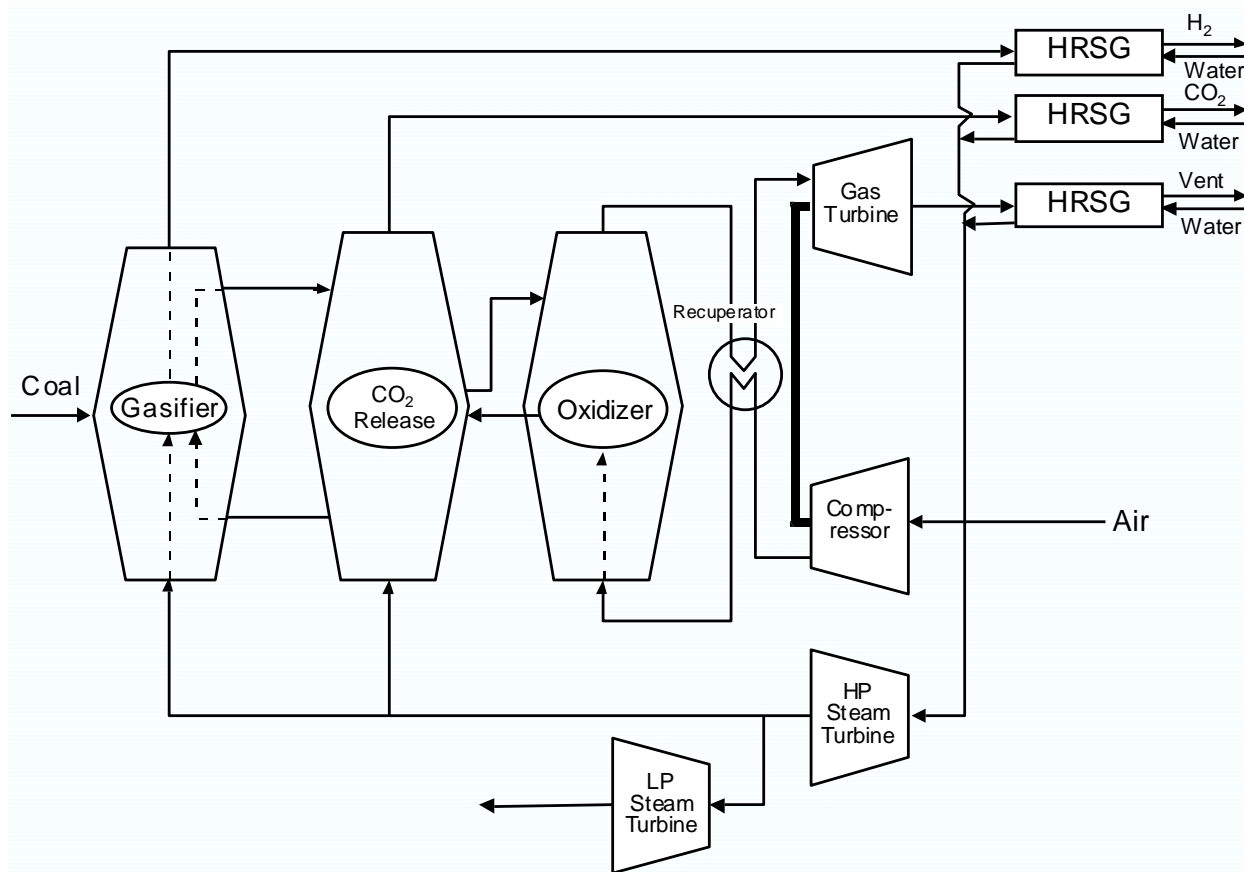 H2
HRSG
Water
CO2
HRSG
Water
Gas
Turbine
Vent
HRSG
Water
Recuperator
Coal
Gasifier
CO2
Release
Oxidizer
Comp-
ressor
Air
HP
Steam
Turbine
LP
Steam
Turbine